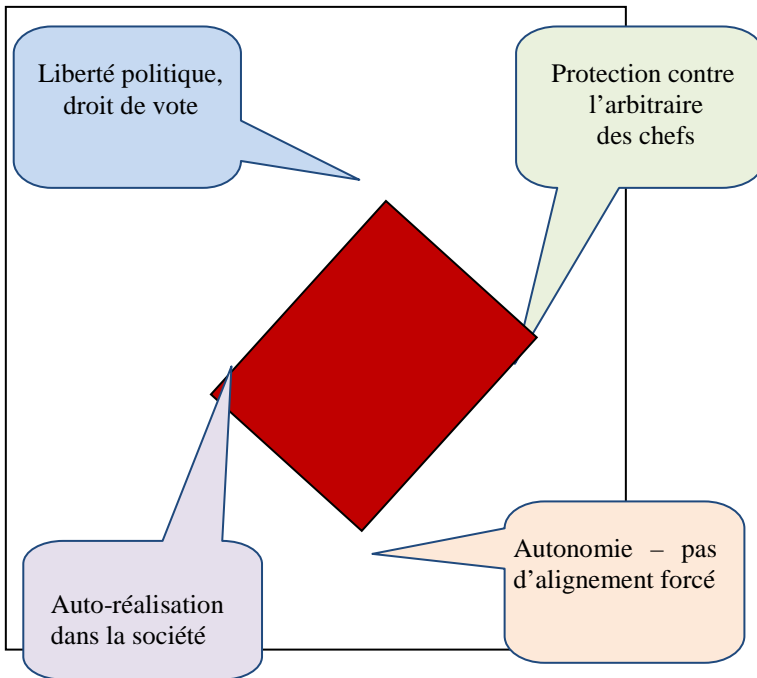 Liberté politique,
droit de vote
Protection contre
l’arbitraire
des chefs
Auto-réalisation
dans la société
Autonomie – pas
d’alignement forcé